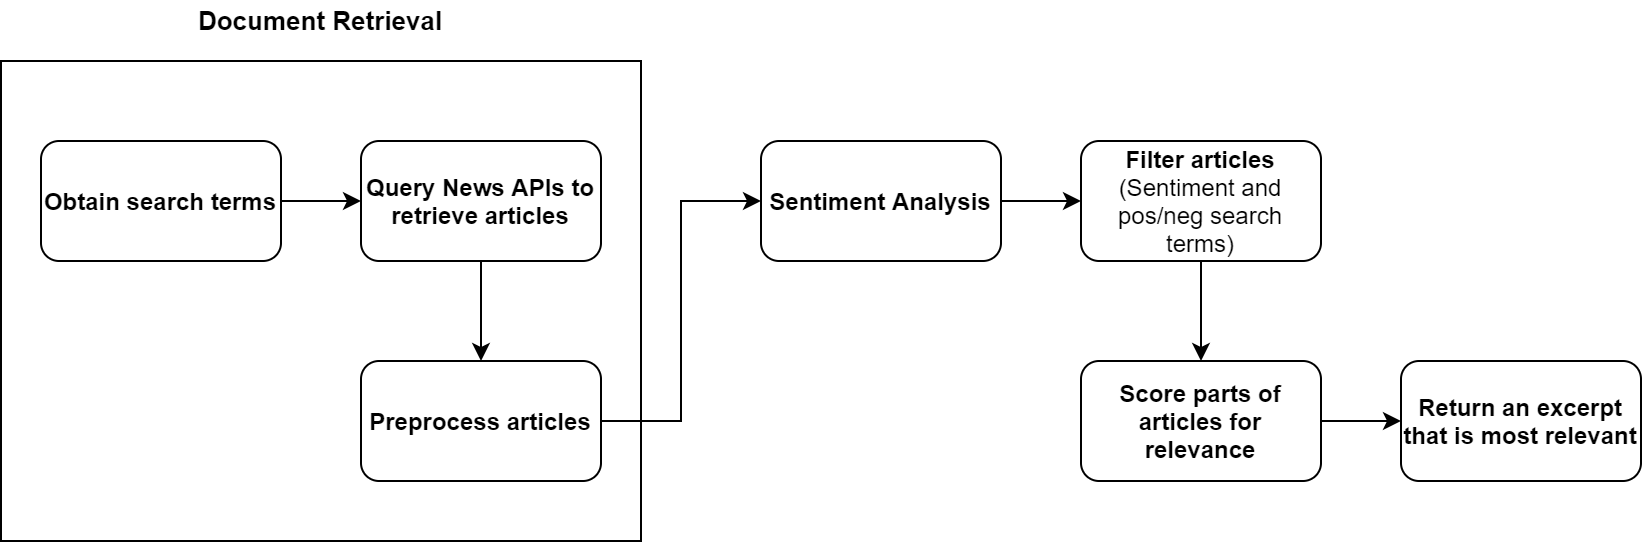 Document Retrieval
Obtain search terms
Query News APIs to
retrieve articles
Preprocess articles
Sentiment Analysis
Filter articles
(Sentiment and
pos/neg search
terms)
Score parts of
articles for
relevance
Return an excerpt
that is most relevant